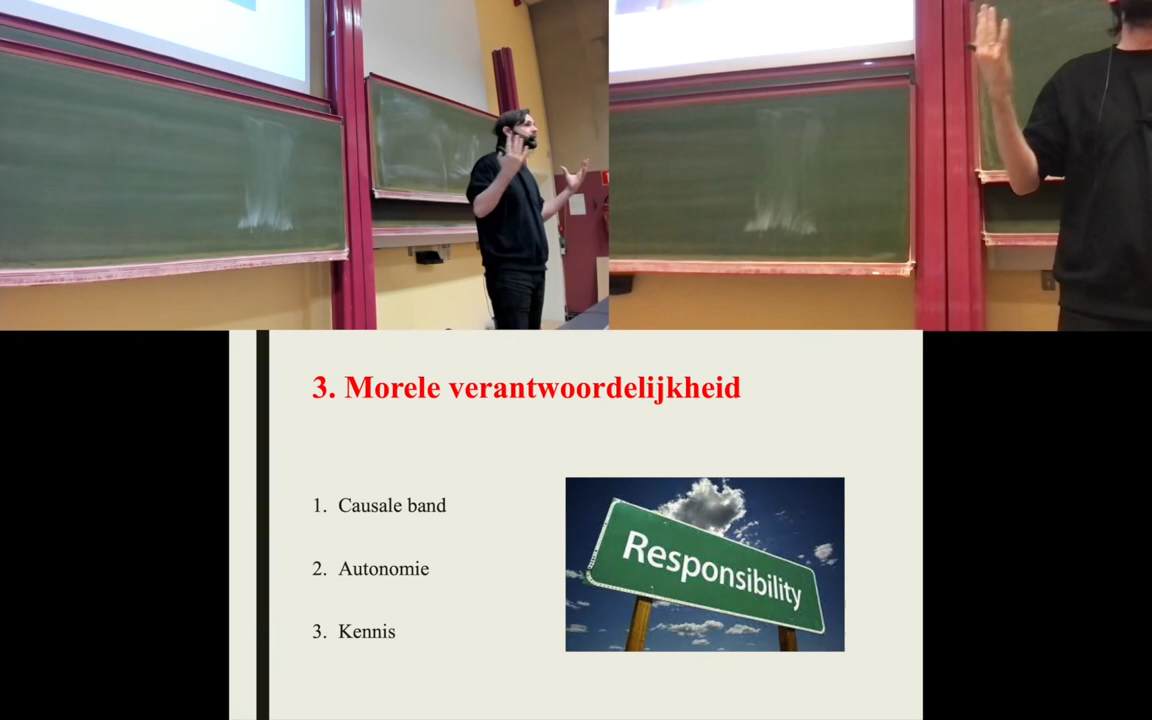 3. Morele verantwoordelijkheid
1. Causale band
2. Autonomie
3. Kennis
Responsibility